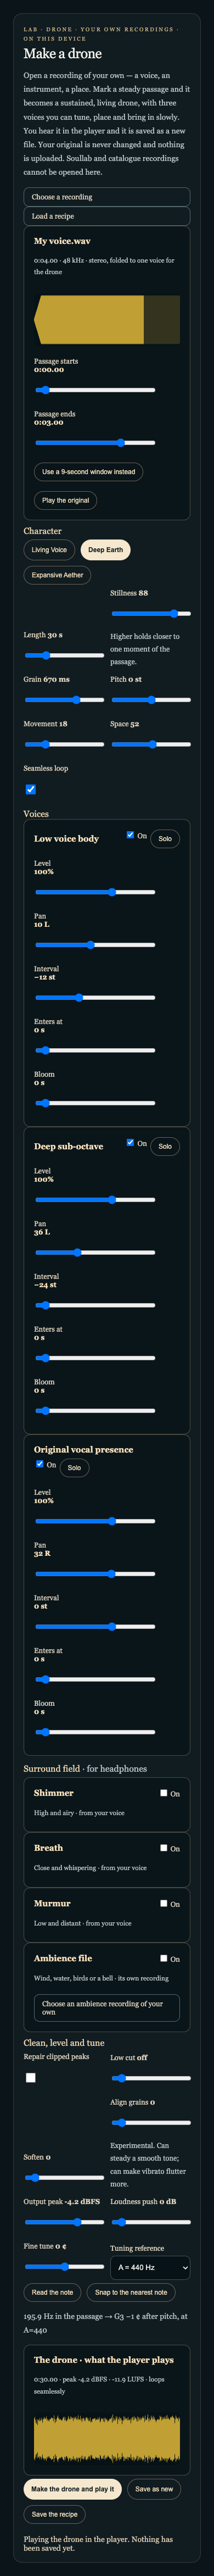 LAB · DRONE · YOUR OWN RECORDINGS ·
ON THIS DEVICE
Make a drone
Open a recording of your own — a voice, an
instrument, a place. Mark a steady passage and it
becomes a sustained, living drone, with three
voices you can tune, place and bring in slowly.
You hear it in the player and it is saved as a new
file. Your original is never changed and nothing
is uploaded. Soullab and catalogue recordings
cannot be opened here.
Choose a recording
Load a recipe
My voice.wav
0:04.00 · 48 kHz · stereo, folded to one voice for
the drone
Passage starts
0:00.00
Passage ends
0:03.00
Use a 9-second window instead
Play the original
Character
Living Voice
Deep Earth
Expansive Aether
Stillness 88
Higher holds closer to
one moment of the
passage.
Length 30 s
Grain 670 ms
Pitch 0 st
Movement 18
Space 52
Seamless loop
Voices
Low voice body
On
Solo
Level
100%
Pan
10 L
Interval
−12 st
Enters at
0 s
Bloom
0 s
Deep sub-octave
On
Solo
Level
100%
Pan
36 L
Interval
−24 st
Enters at
0 s
Bloom
0 s
Original vocal presence
On
Solo
Level
100%
Pan
32 R
Interval
0 st
Enters at
0 s
Bloom
0 s
Surround field · for headphones
Shimmer
On
High and airy · from your voice
Breath
On
Close and whispering · from your voice
Murmur
On
Low and distant · from your voice
Ambience file
On
Wind, water, birds or a bell · its own recording
Choose an ambience recording of your
own
Clean, level and tune
Repair clipped peaks
Low cut off
Align grains 0
Experimental. Can
steady a smooth tone;
can make vibrato flutter
more.
Soften 0
Output peak -4.2 dBFS
Loudness push 0 dB
Fine tune 0 ¢
Tuning reference
A = 440 Hz
Read the note
Snap to the nearest note
195.9 Hz in the passage → G3 −1 ¢ after pitch, at
A=440
The drone · what the player plays
0:30.00 · peak -4.2 dBFS · -11.9 LUFS · loops
seamlessly
Make the drone and play it
Save as new
Save the recipe
Playing the drone in the player. Nothing has
been saved yet.